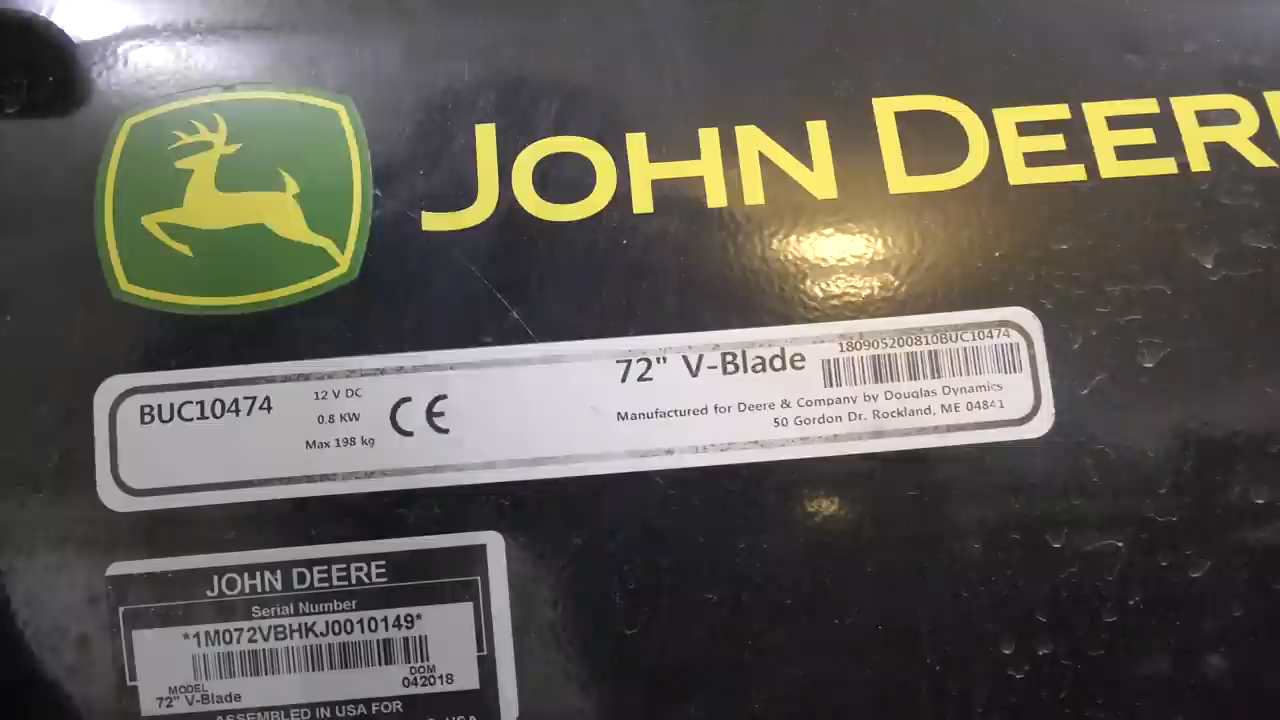 JOHN DEER
BUC10474
12 V DC
0.8 KW
Max 198 kg
CE
72" V-Blade
180905200810BUC10474
Manufactured for Deere & Company by Douglas Dynamics
50 Gordon Dr. Rockland, ME 04841
JOHN DEERE
Serial Number
*1M072VBHKJ0010149*
MODEL
72" V-Blade
DOM
042018
ASSEMBLED IN USA FOR